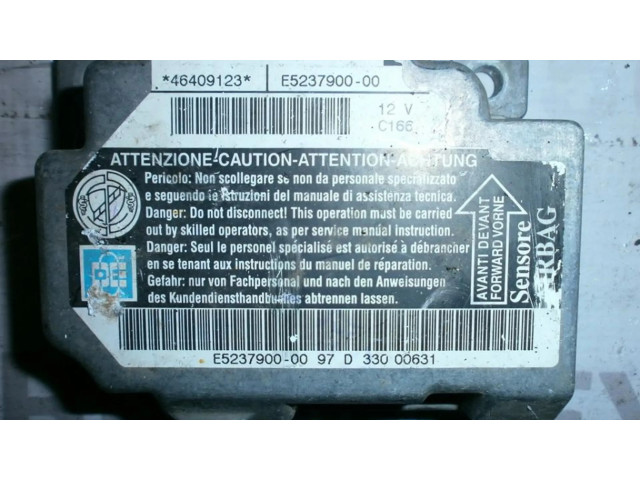 *46409123* E5237900-00
12 V
C166
ATTENZIONE-CAUTION-ATTENTION-ACHTUNG
Pericolo: Non scollegare se non da personale specializzato
e seguendo le istruzioni del manuale di assistenza tecnica.
Danger: Do not disconnect! This operation must be carried
out by skilled operators, as per service manual instruction.
Danger: Seul le personel spécialisé est autorisé à débrancher
en se tenant aux instructions du manuel de réparation.
Gefahr: nur von Fachpersonal und nach den Anweisungen
des Kundendiensthandbuches abtrennen lassen.
AVANTI DEVANT
FORWARD VORNE
Sensore
E5237900-00 97 D 330 00631